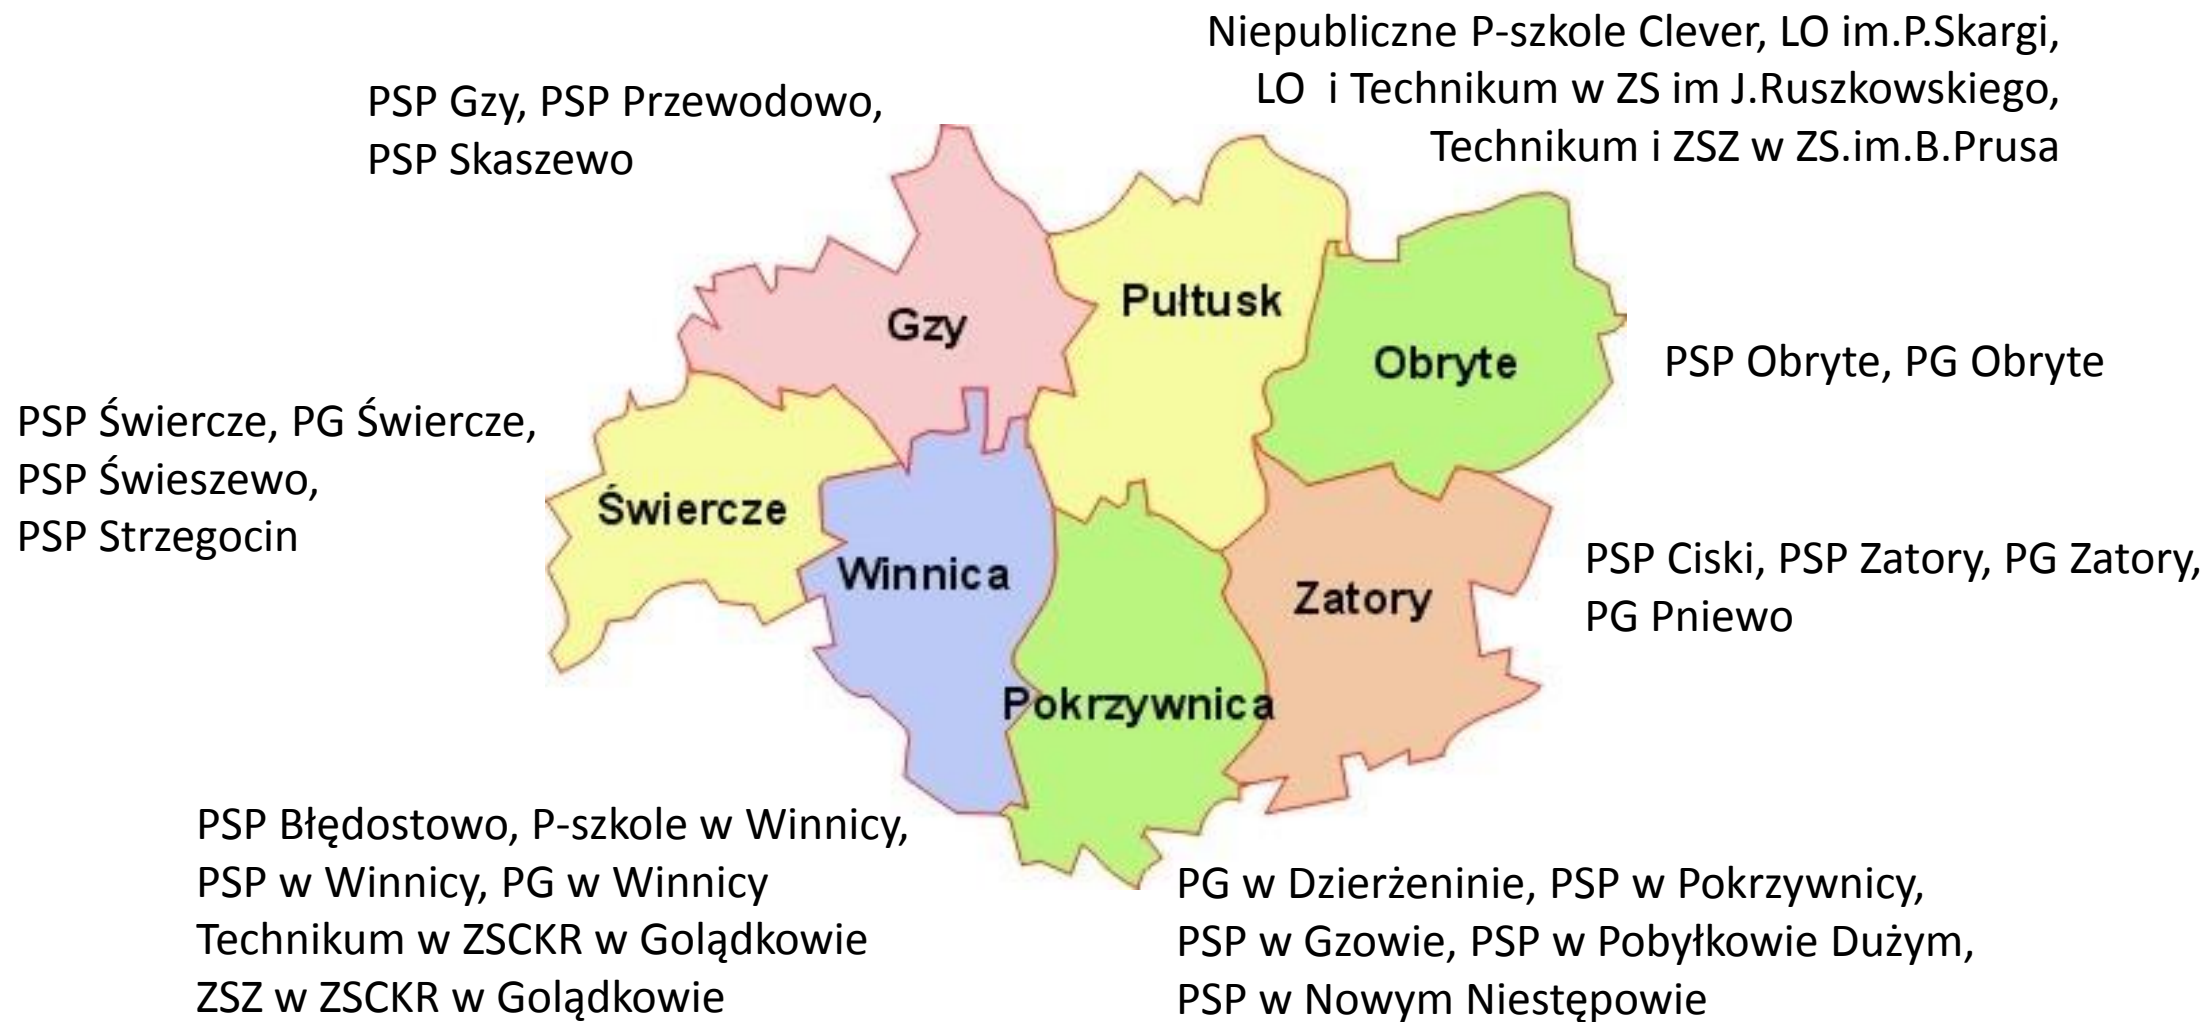 Niepubliczne P-szkole Clever, LO im.P.Skargi,
LO i Technikum w ZS im J.Ruszkowskiego,
Technikum i ZSZ w ZS.im.B.Prusa
PSP Gzy, PSP Przewodowo,
PSP Skaszewo
Pułtusk
Gzy
Obryte
PSP Obryte, PG Obryte
PSP Świercze, PG Świercze,
PSP Świeszewo,
PSP Strzegocin
Świercze
Winnica
Zatory
PSP Ciski, PSP Zatory, PG Zatory,
PG Pniewo
Pokrzywnica
PSP Błędostowo, P-szkole w Winnicy,
PSP w Winnicy, PG w Winnicy
Technikum w ZSCKR w Golądkowie
ZSZ w ZSCKR w Golądkowie
PG w Dzierżeninie, PSP w Pokrzywnicy,
PSP w Gzowie, PSP w Pobyłkowie Dużym,
PSP w Nowym Niestępowie